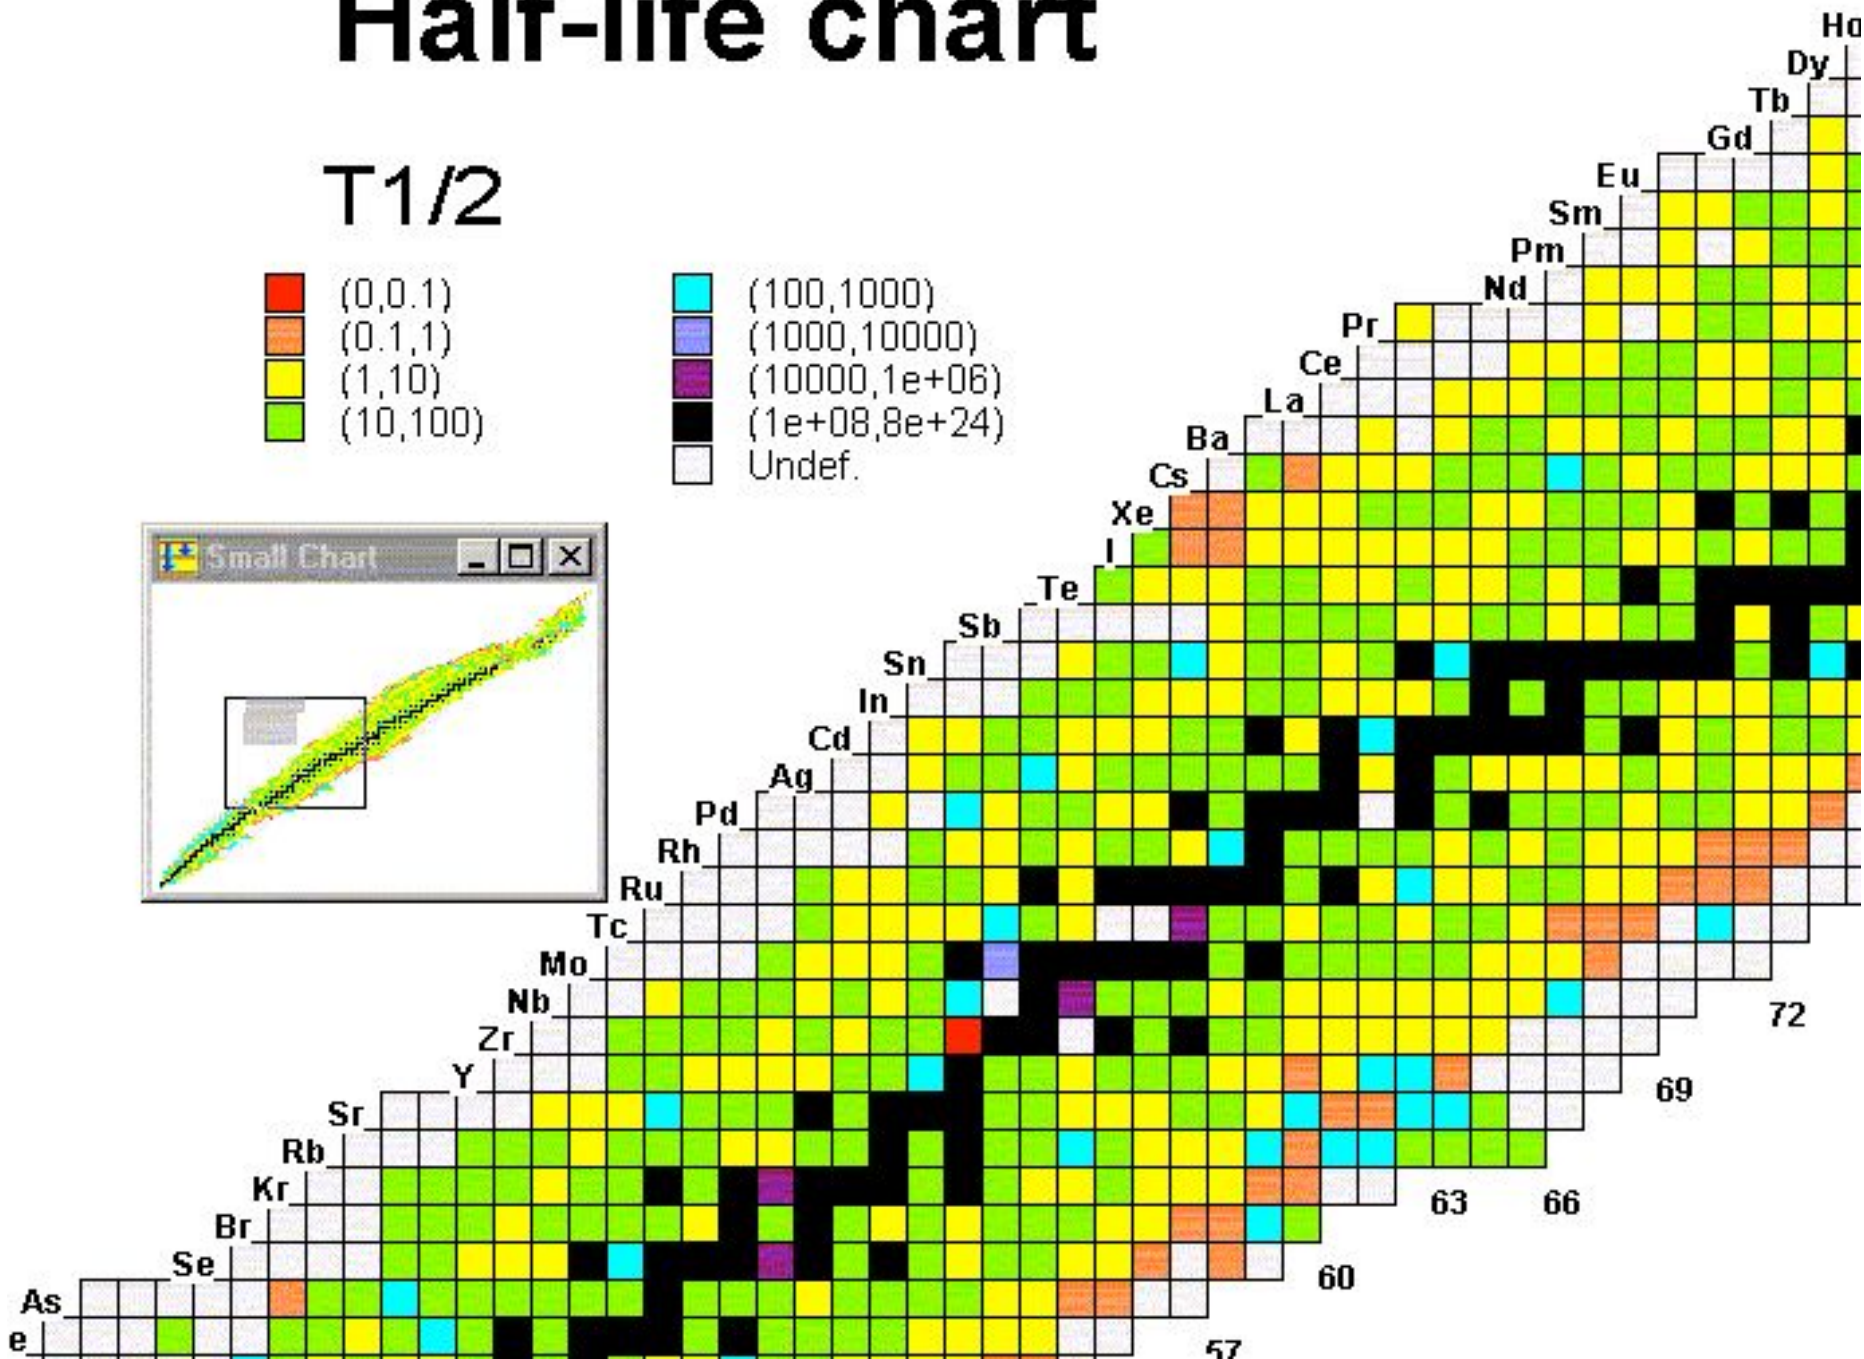 Half-life chart
T1/2
(0,0.1)
(0.1,1)
(1,10)
(10,100)
(100,1000)
(1000,10000)
(10000,1e+06)
(1e+08,8e+24)
Undef.
Small Chart
Ho
Dy
Tb
Gd
Eu
Sm
Pm
Nd
Pr
Ce
La
Ba
Cs
Xe
I
Te
Sb
Sn
In
Cd
Ag
Pd
Rh
Ru
Tc
Mo
Nb
Zr
Y
Sr
Rb
Kr
Br
Se
As
e
72
69
66
63
60
57